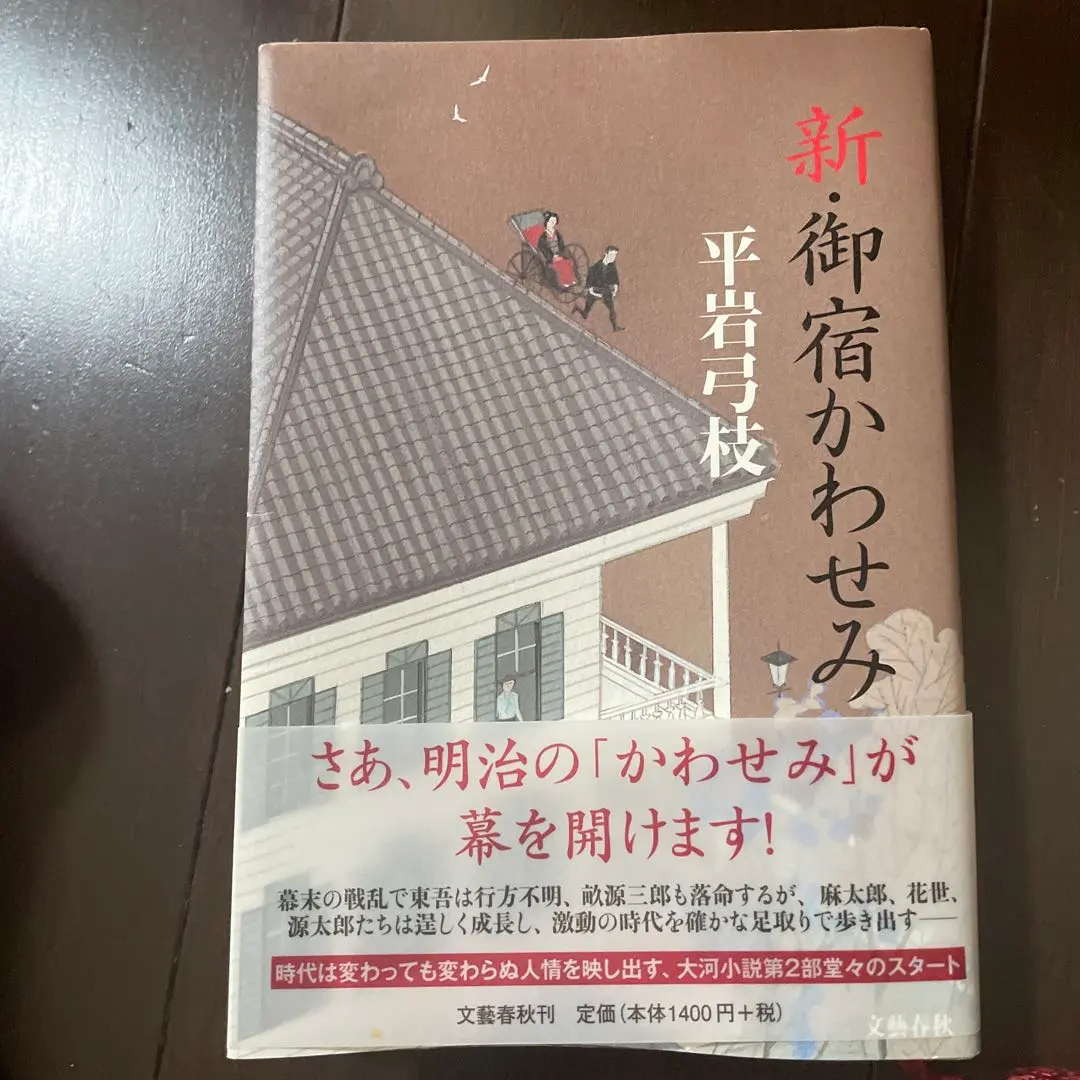 新・御宿かわせみ
平岩弓枝
さあ、明治の「かわせみ」が
幕を開けます!
幕末の戦乱で東吾は行方不明、畝源三郎も落命するが、麻太郎、花世、
源太郎たちは逞しく成長し、激動の時代を確かな足取りで歩き出す──
時代は変わっても変わらぬ人情を映し出す、大河小説第2部堂々のスタート
文藝春秋刊 定価(本体1400円+税)
文藝春秋